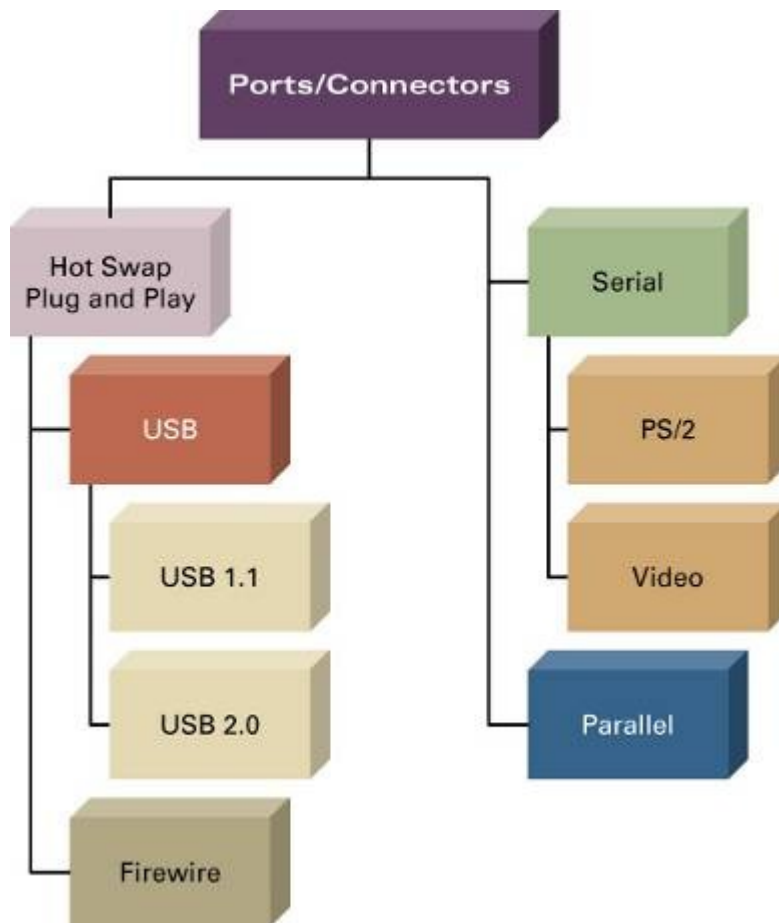 Ports/Connectors
Hot Swap
Plug and Play
USB
USB 1.1
USB 2.0
Firewire
Serial
PS/2
Video
Parallel